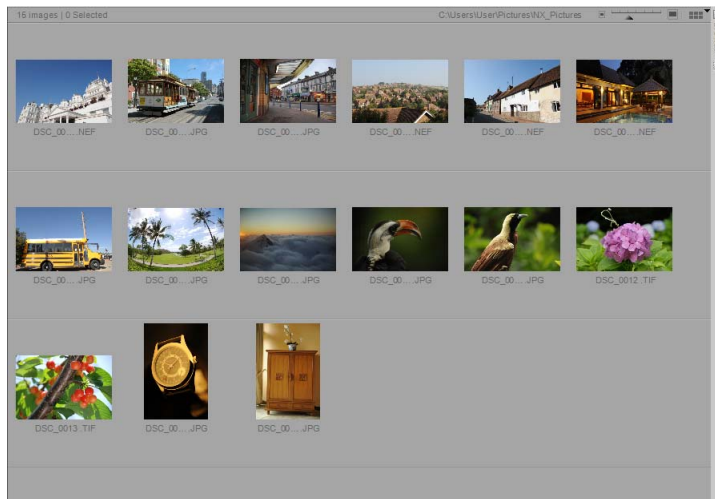 15 images | 0 Selected C:\Users\User\Pictures\NX_Pictures
DSC_00.....NEF DSC_00.....JPG DSC_00.....JPG DSC_00.....NEF DSC_00.....NEF DSC_00.....NEF
DSC_00.....JPG DSC_00.....JPG DSC_00.....JPG DSC_00.....JPG DSC_00.....JPG DSC_0012.TIF
DSC_0013.TIF DSC_00.....JPG DSC_00.....JPG